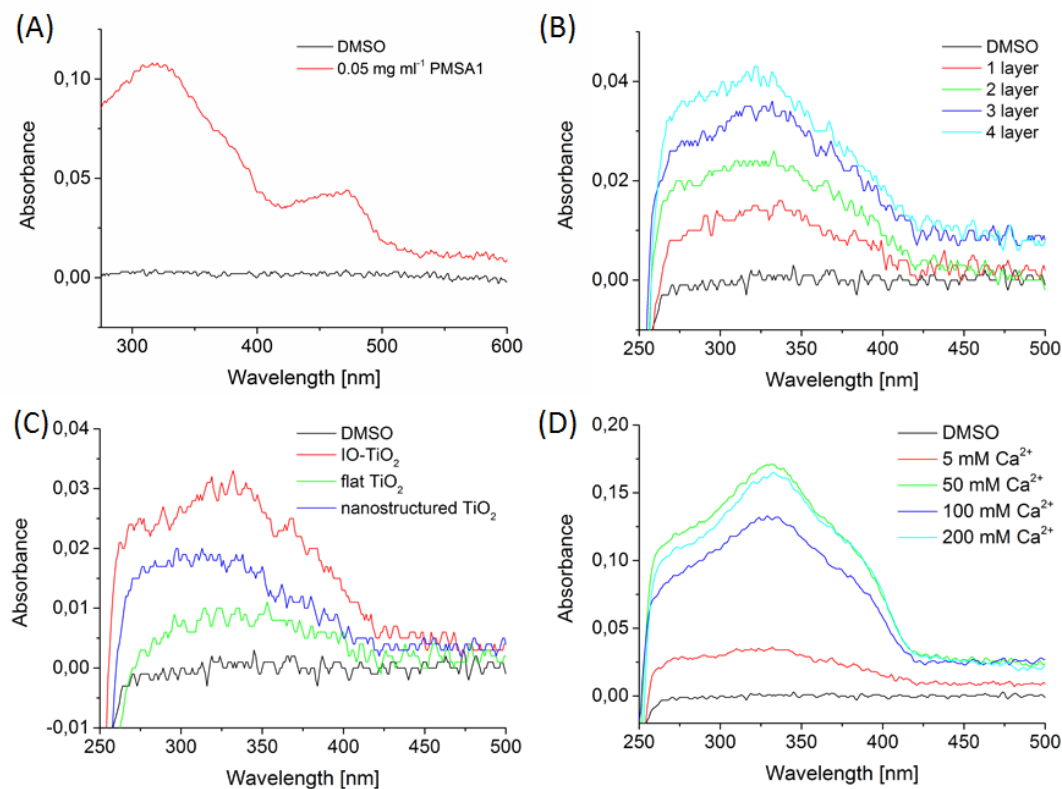 (A)
DMSO
0.05 mg ml⁻¹ PMSA1
0,10
0,05
0,00
Absorbance
300 400 500 600
Wavelength [nm]
(B)
DMSO
1 layer
2 layer
3 layer
4 layer
0,04
0,02
0,00
Absorbance
250 300 350 400 450 500
Wavelength [nm]
(C)
DMSO
IO-TiO₂
flat TiO₂
nanostructured TiO₂
0,04
0,03
0,02
0,01
0,00
-0,01
Absorbance
250 300 350 400 450 500
Wavelength [nm]
(D)
DMSO
5 mM Ca²⁺
50 mM Ca²⁺
100 mM Ca²⁺
200 mM Ca²⁺
0,20
0,15
0,10
0,05
0,00
Absorbance
250 300 350 400 450 500
Wavelength [nm]